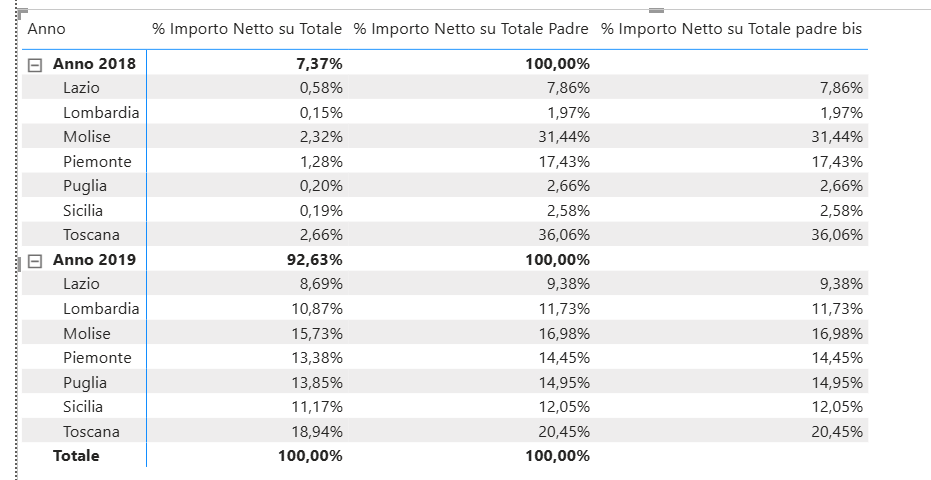 Anno % Importo Netto su Totale % Importo Netto su Totale Padre % Importo Netto su Totale padre bis
Anno 2018 7,37% 100,00%
Lazio 0,58% 7,86% 7,86%
Lombardia 0,15% 1,97% 1,97%
Molise 2,32% 31,44% 31,44%
Piemonte 1,28% 17,43% 17,43%
Puglia 0,20% 2,66% 2,66%
Sicilia 0,19% 2,58% 2,58%
Toscana 2,66% 36,06% 36,06%
Anno 2019 92,63% 100,00%
Lazio 8,69% 9,38% 9,38%
Lombardia 10,87% 11,73% 11,73%
Molise 15,73% 16,98% 16,98%
Piemonte 13,38% 14,45% 14,45%
Puglia 13,85% 14,95% 14,95%
Sicilia 11,17% 12,05% 12,05%
Toscana 18,94% 20,45% 20,45%
Totale 100,00% 100,00%